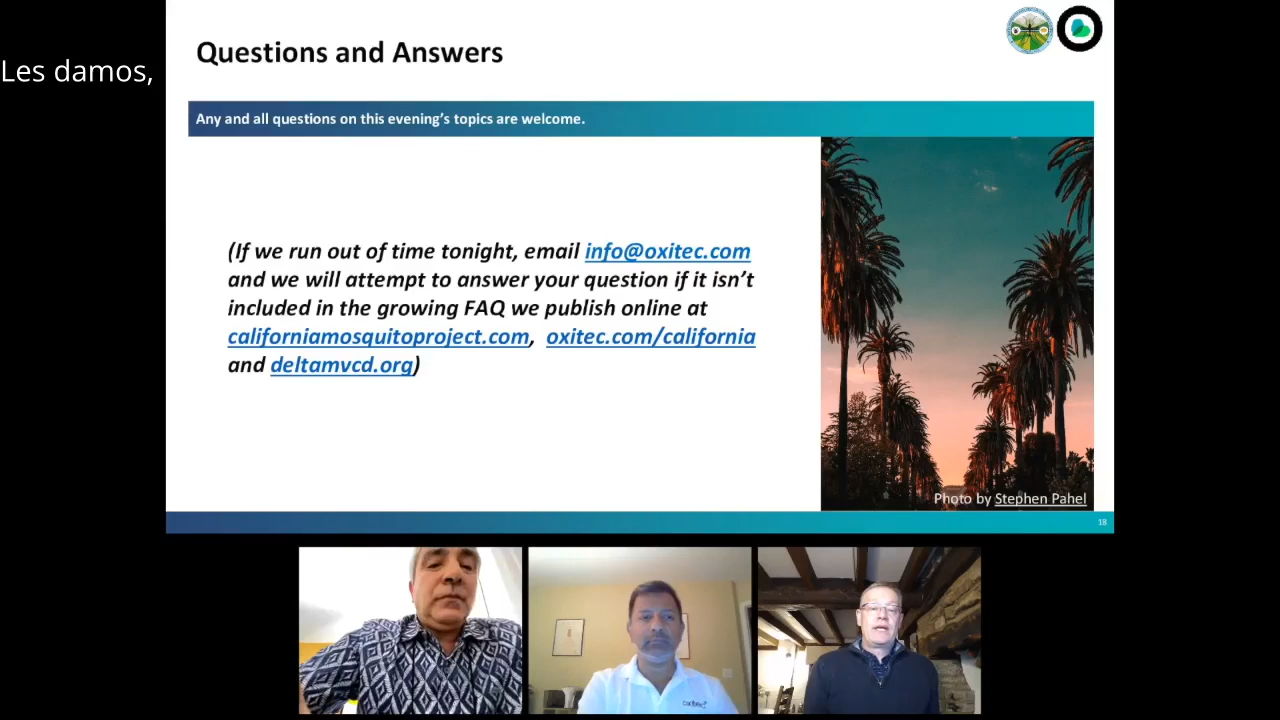 Les damos,
Questions and Answers
Any and all questions on this evening's topics are welcome.
(If we run out of time tonight, email info@oxitec.com
and we will attempt to answer your question if it isn't
included in the growing FAQ we publish online at
californiamosquitoproject.com, oxitec.com/california
and deltamvcd.org)
Photo by Stephen Pahel
18